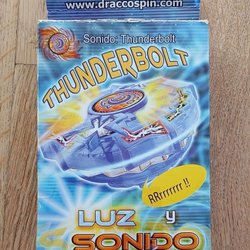 www.draccospin.com
Sonido: Thunderbolt
THUNDERBOLT
RRrrrrrrr !!
LUZ y
SONIDO